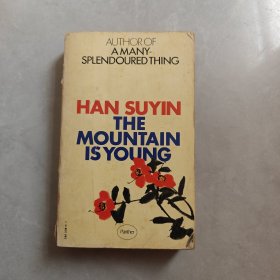 AUTHOR OF
A MANY-
SPLENDOURED THING
HAN SUYIN
THE
MOUNTAIN
IS YOUNG
Panther